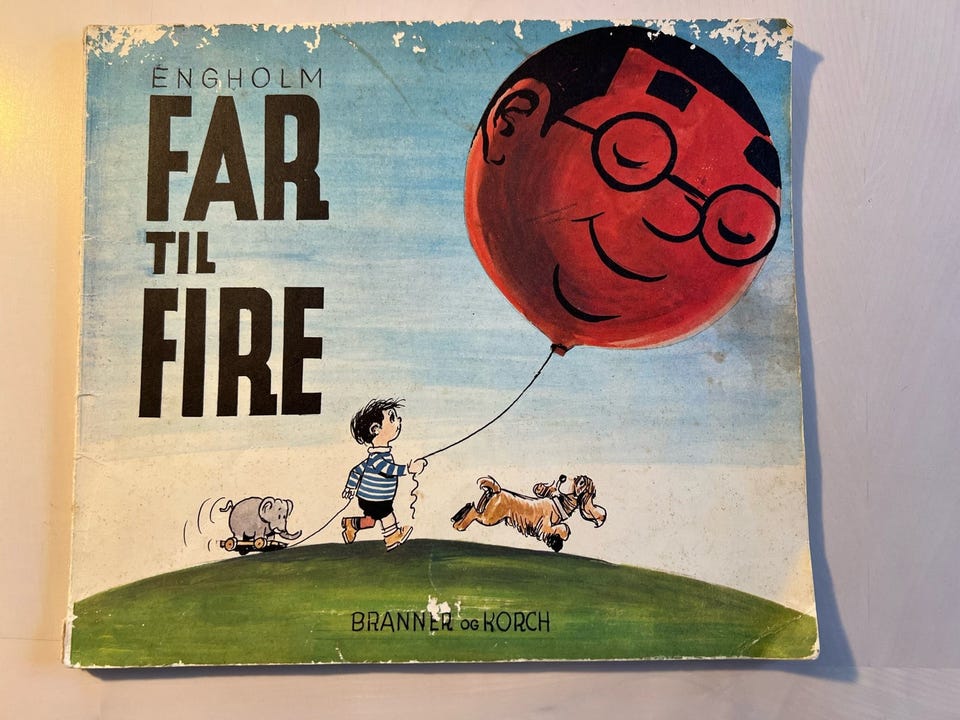 ENGHOLM
FAR
TIL
FIRE
BRANNER OG KORCH